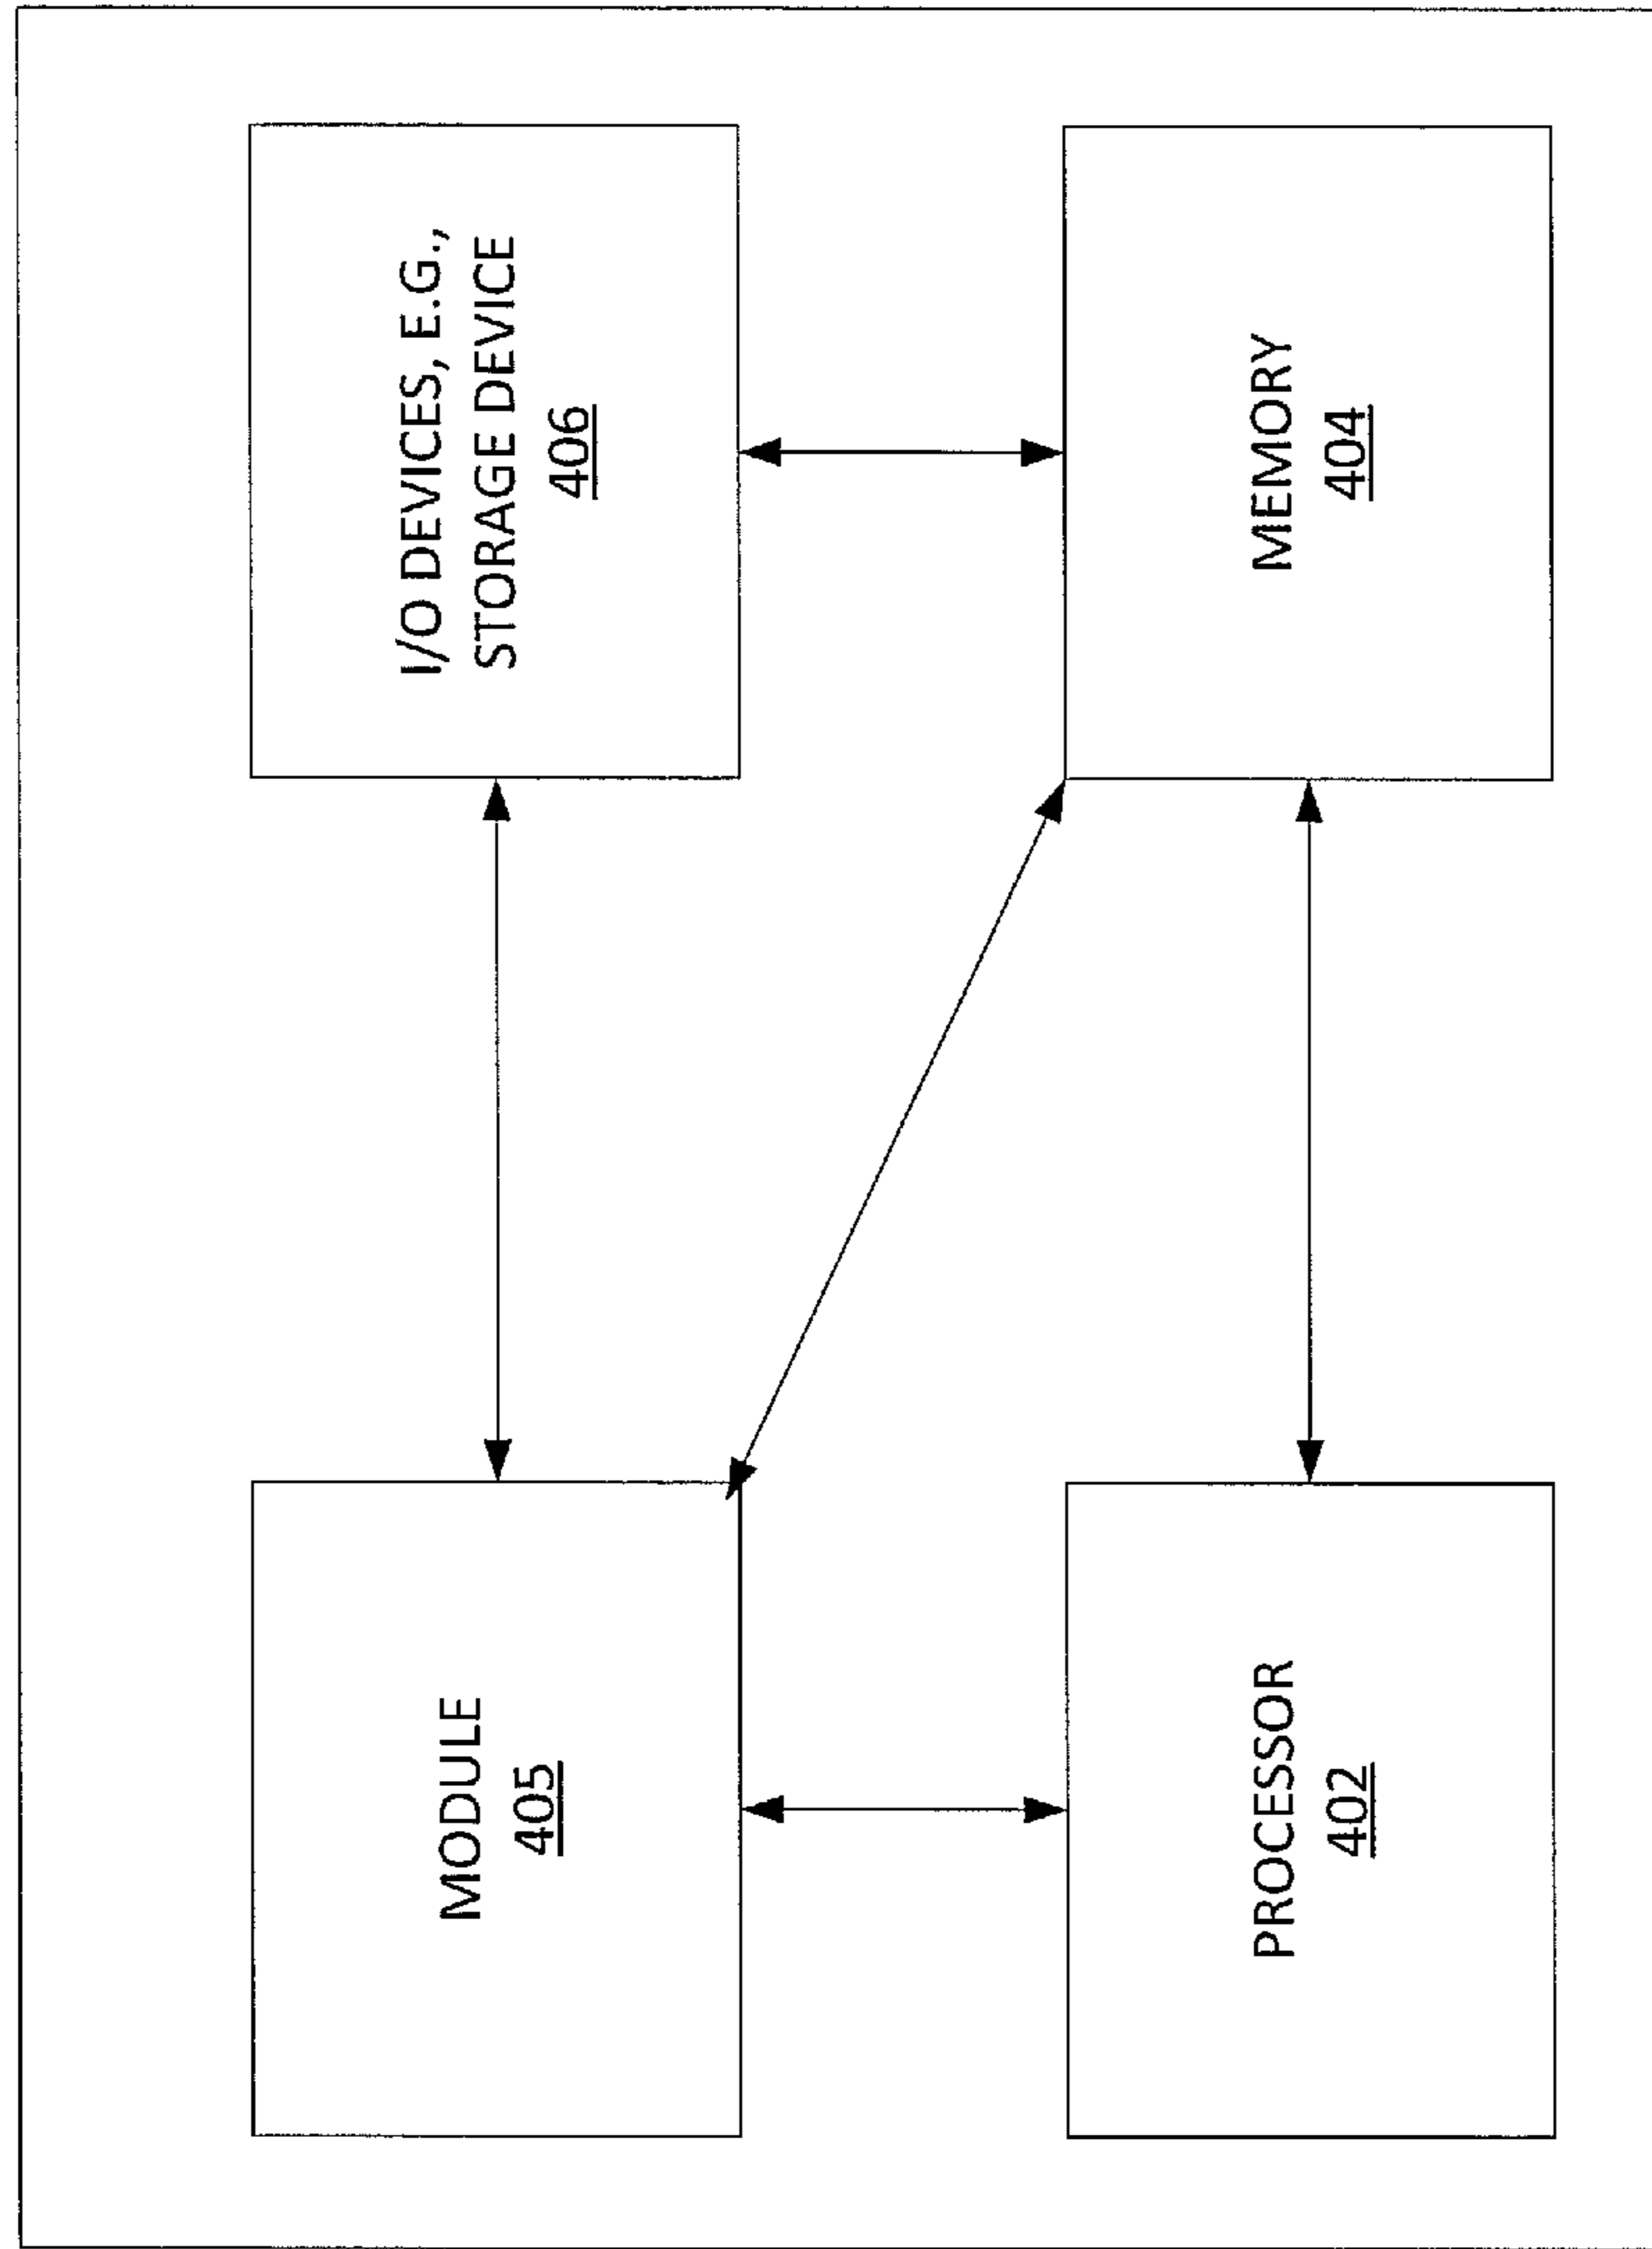 MODULE
405
I/O DEVICES, E.G.,
STORAGE DEVICE
406
PROCESSOR
402
MEMORY
404